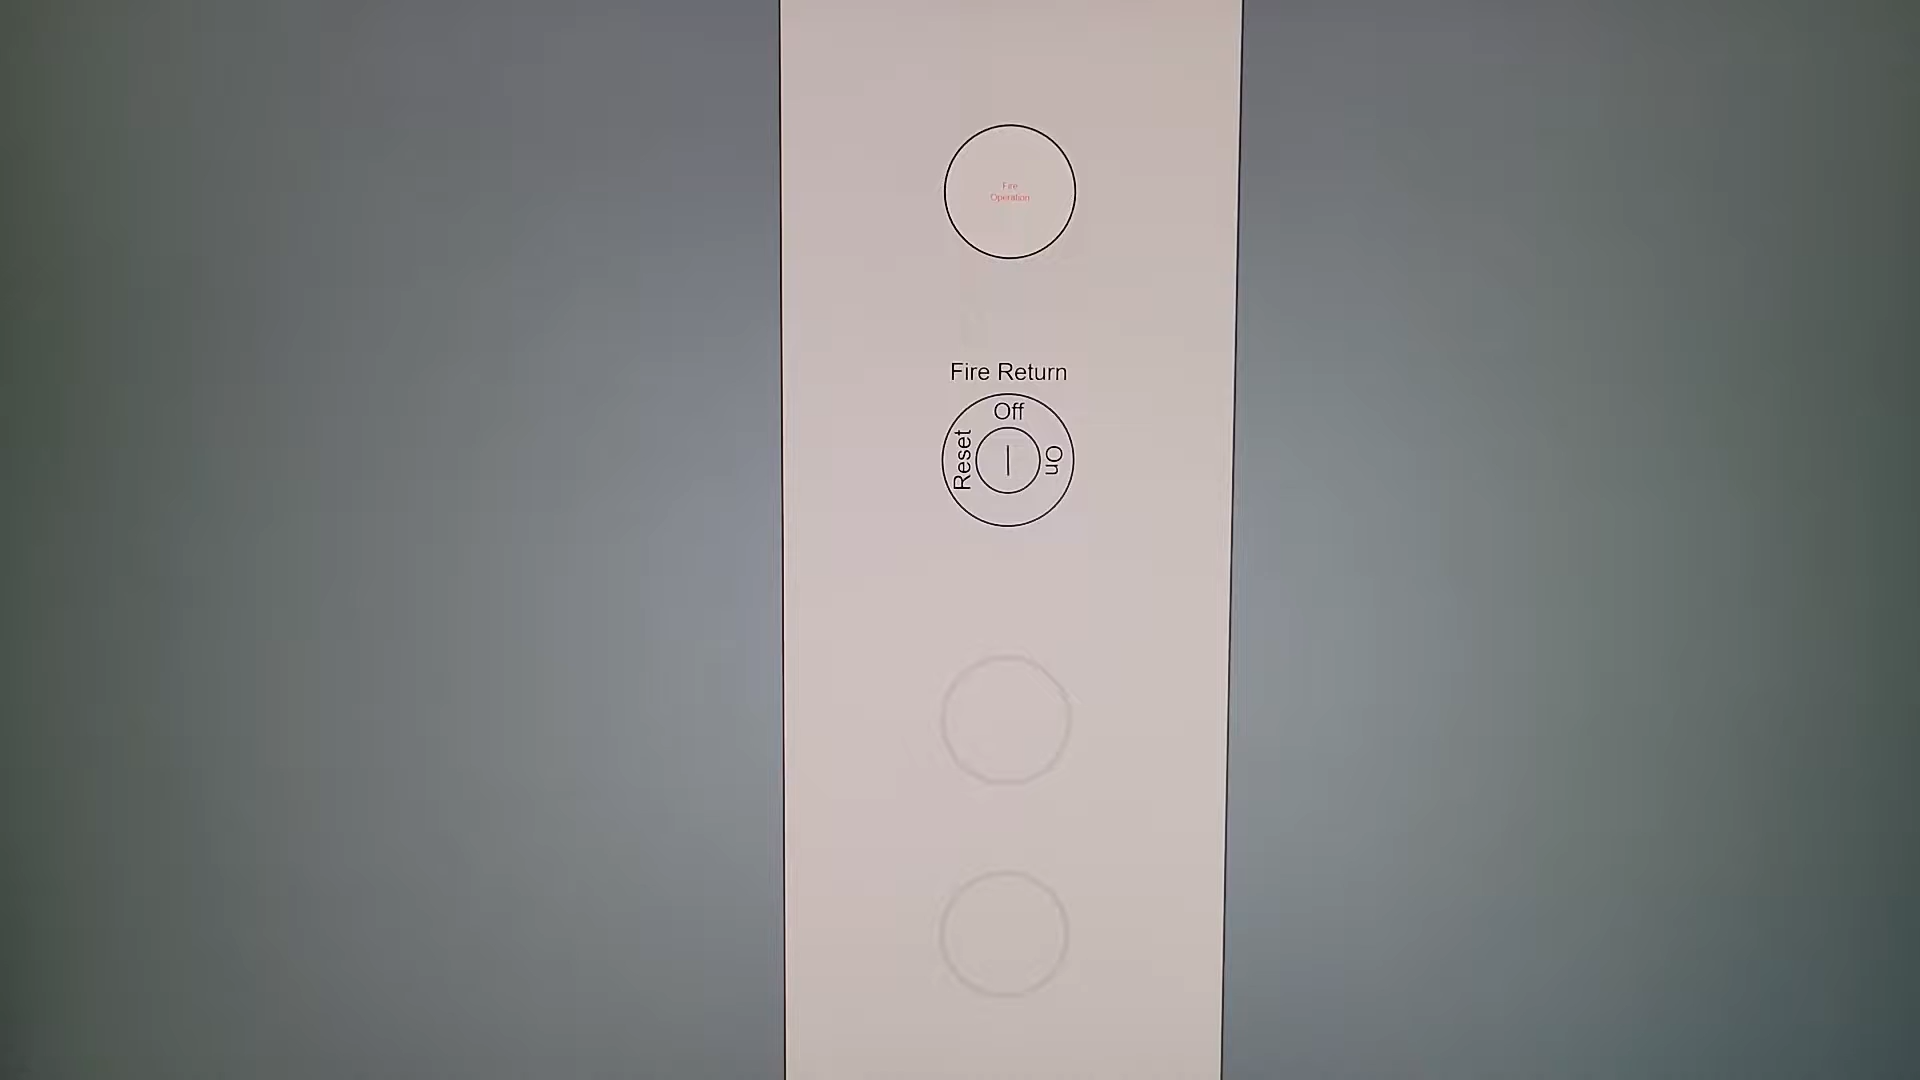 Fire
Operation
Fire Return
Off
Reset
On